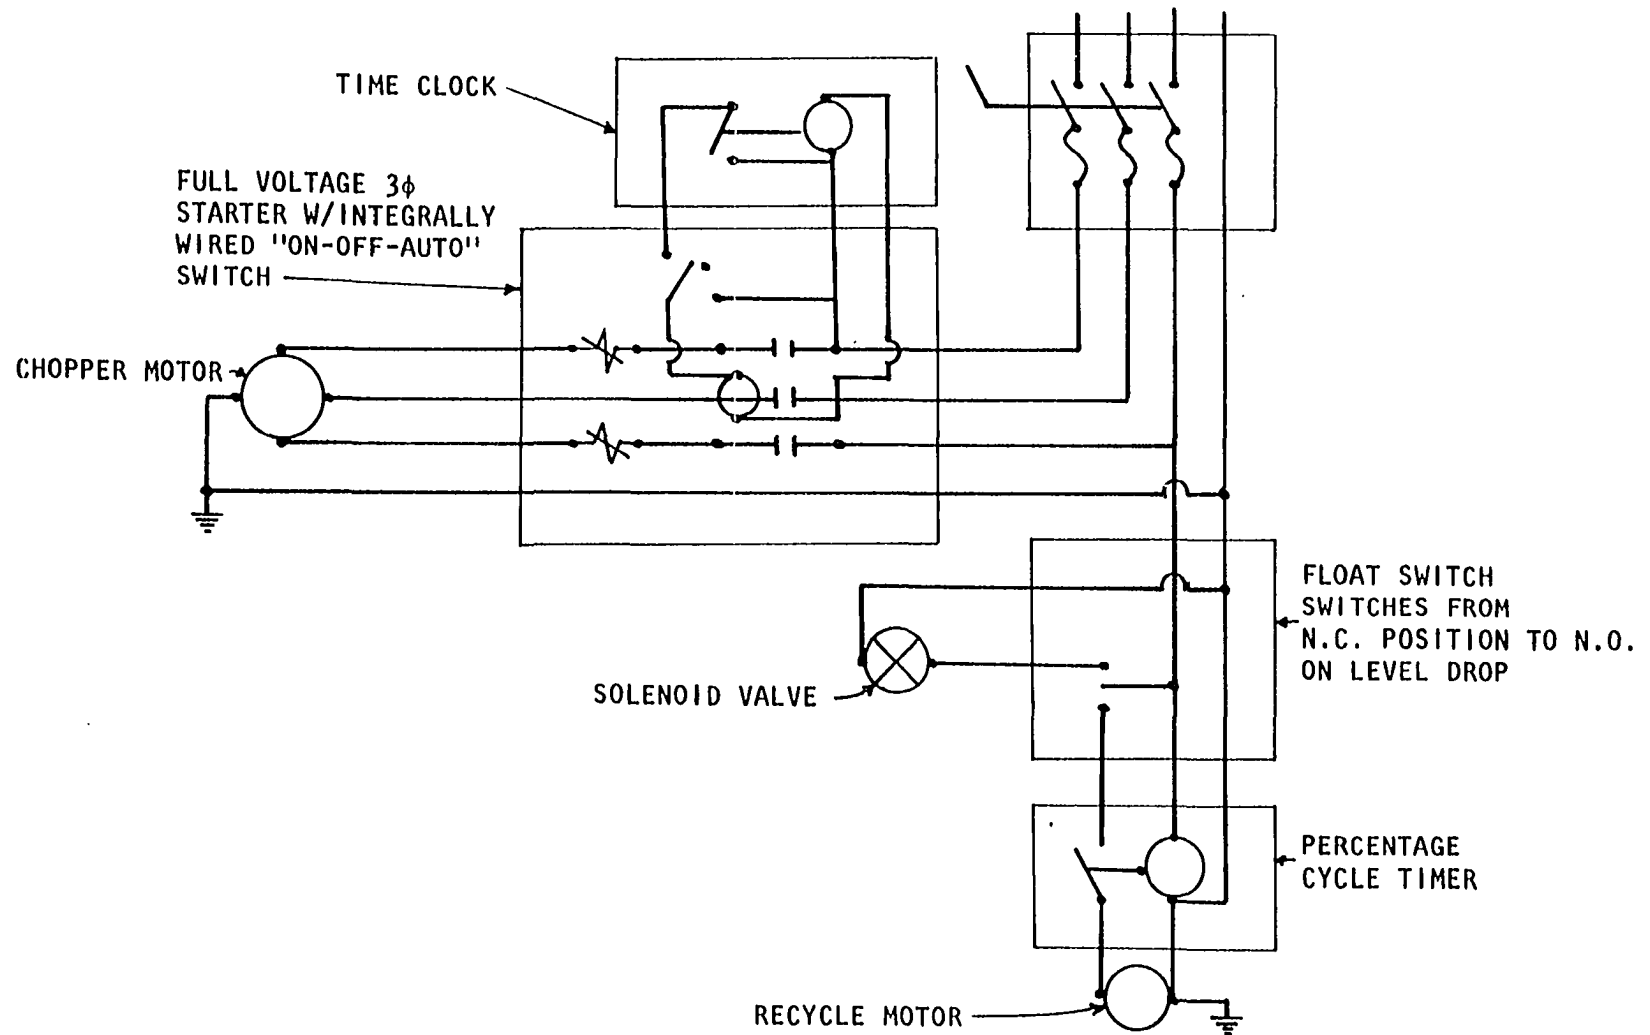 TIME CLOCK
FULL VOLTAGE 3ϕ
STARTER W/INTEGRALLY
WIRED "ON-OFF-AUTO"
SWITCH
CHOPPER MOTOR
FLOAT SWITCH
SWITCHES FROM
N.C. POSITION TO N.O.
ON LEVEL DROP
SOLENOID VALVE
PERCENTAGE
CYCLE TIMER
RECYCLE MOTOR